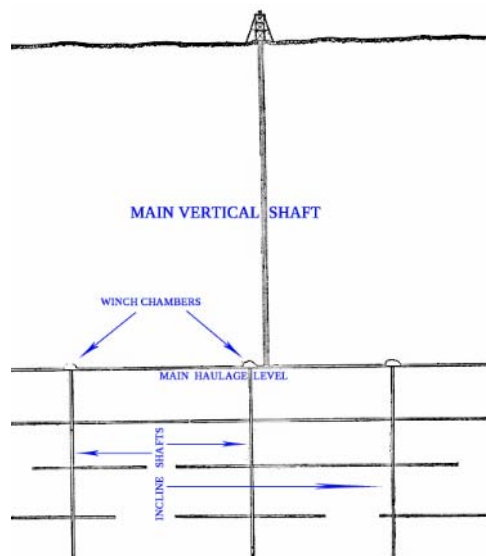 MAIN VERTICAL SHAFT
WINCH CHAMBERS
MAIN HAULAGE LEVEL
INCLINE SHAFTS